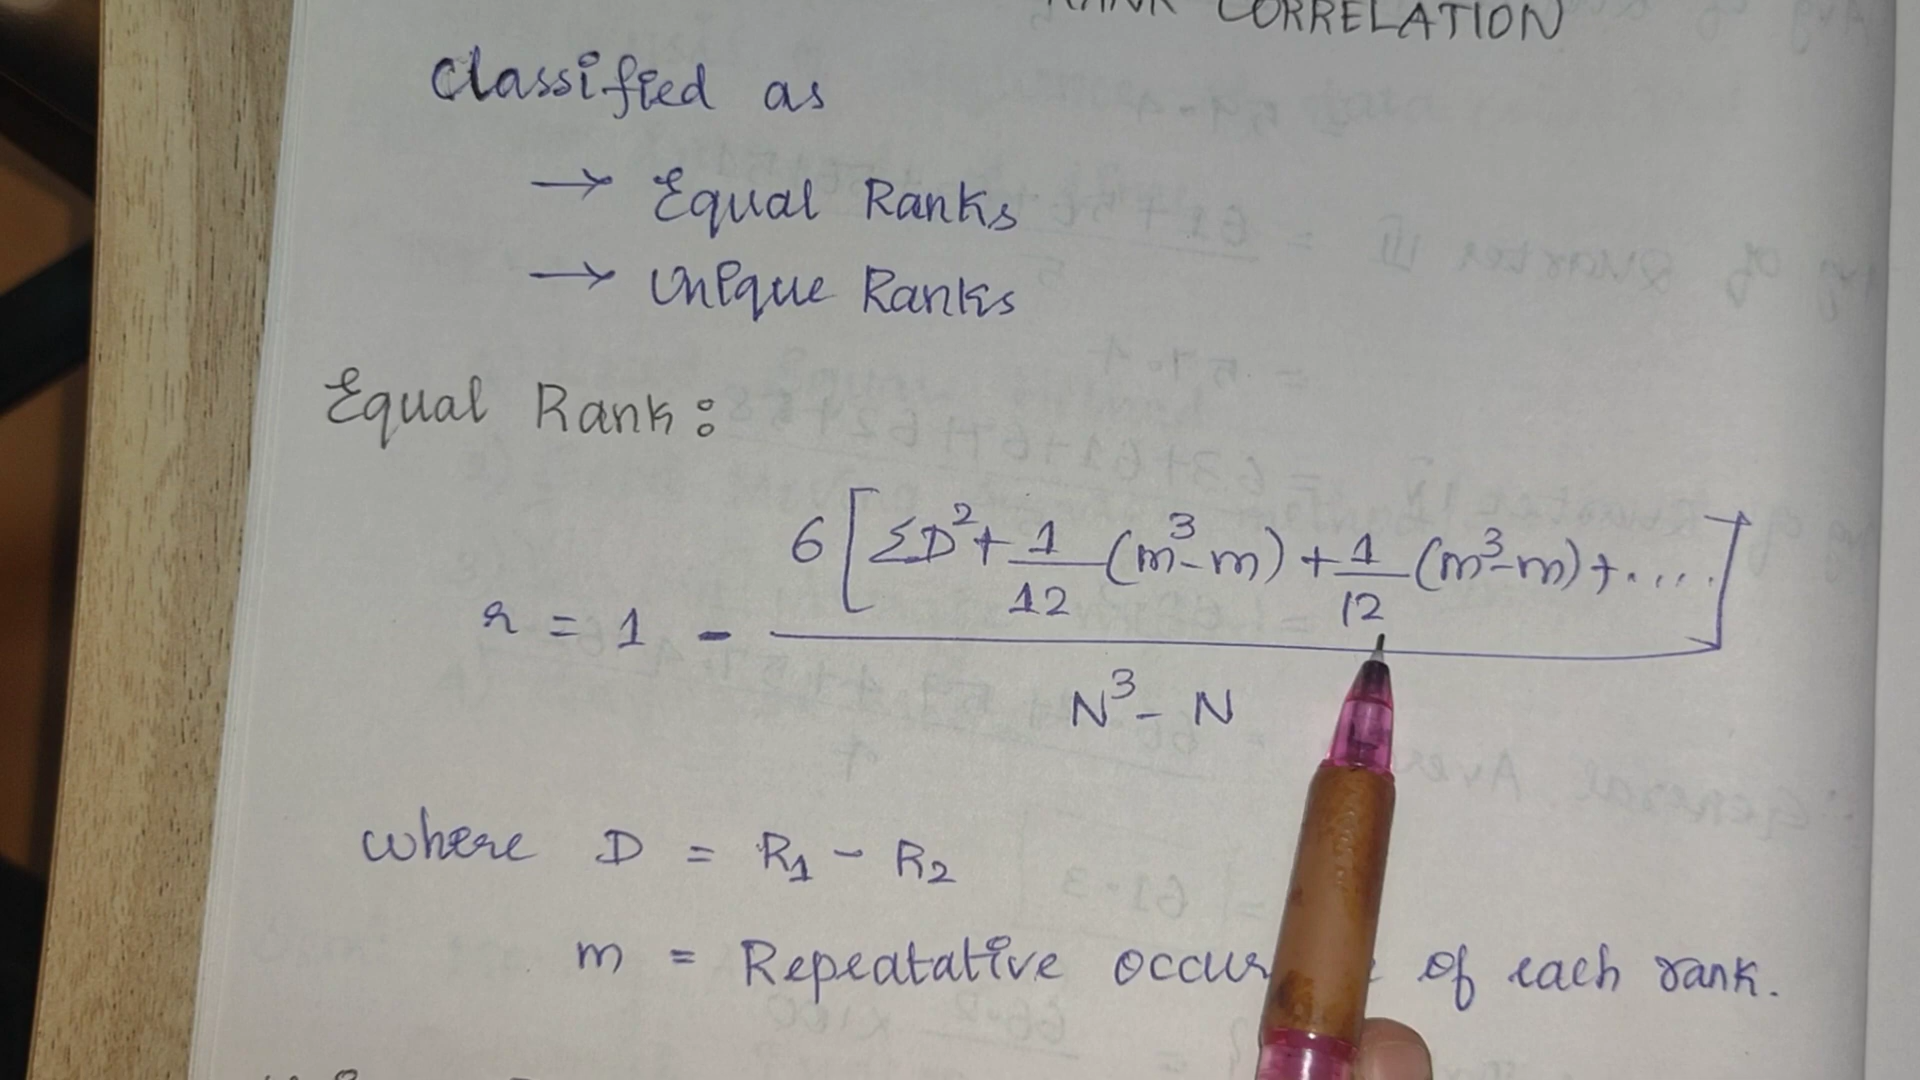 RANK CORRELATION
Classified as
→ Equal Ranks
→ Unique Ranks
Equal Rank:
r = 1 - 6[ΣD² + 1/12 (m³-m) + 1/12 (m³-m) + ....] / N³ - N
where D = R₁ - R₂
m = Repeatative of each rank.